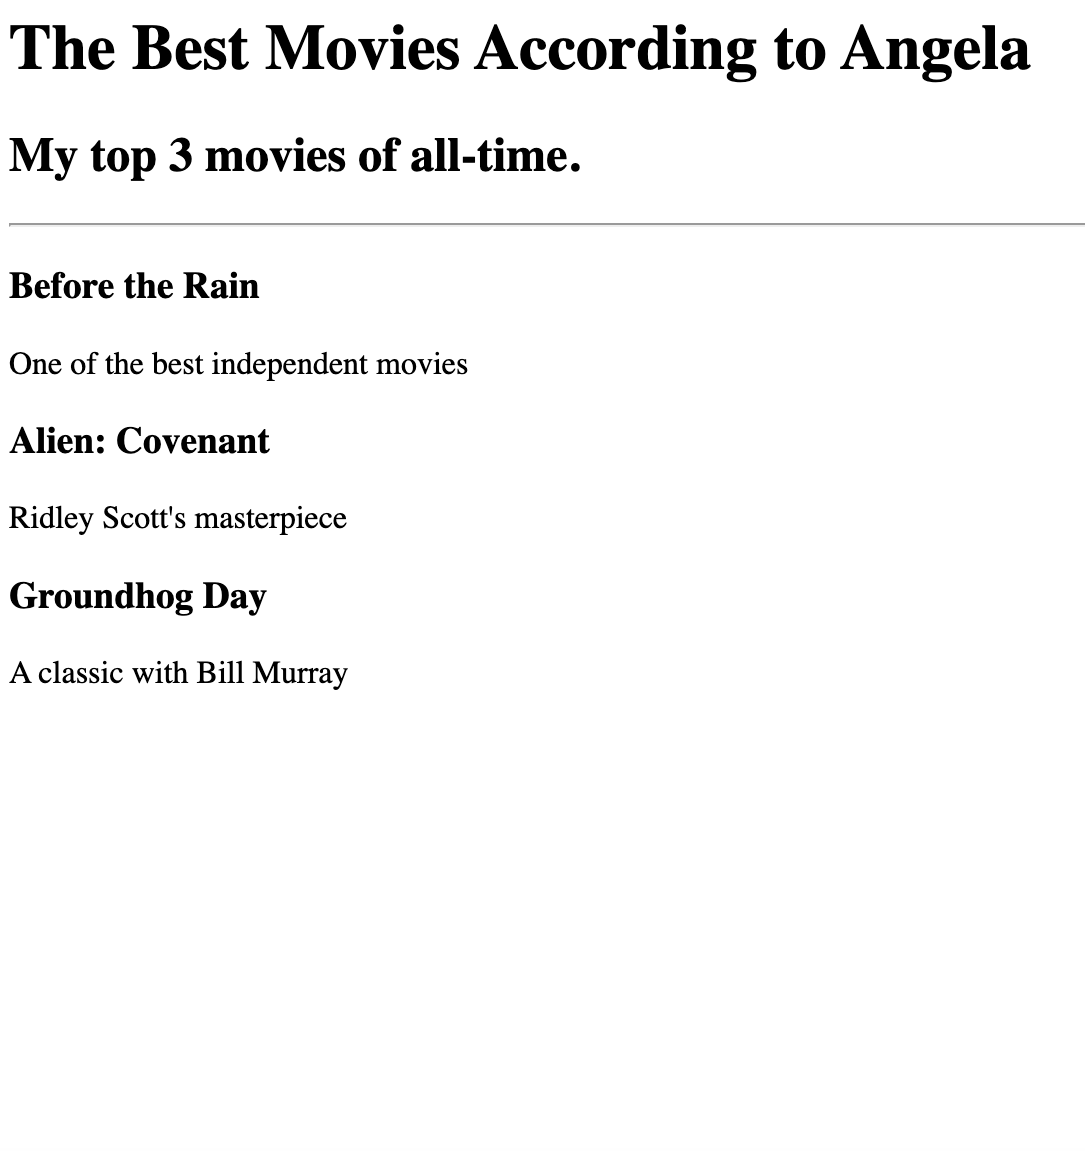 The Best Movies According to Angela
My top 3 movies of all-time.
Before the Rain
One of the best independent movies
Alien: Covenant
Ridley Scott's masterpiece
Groundhog Day
A classic with Bill Murray